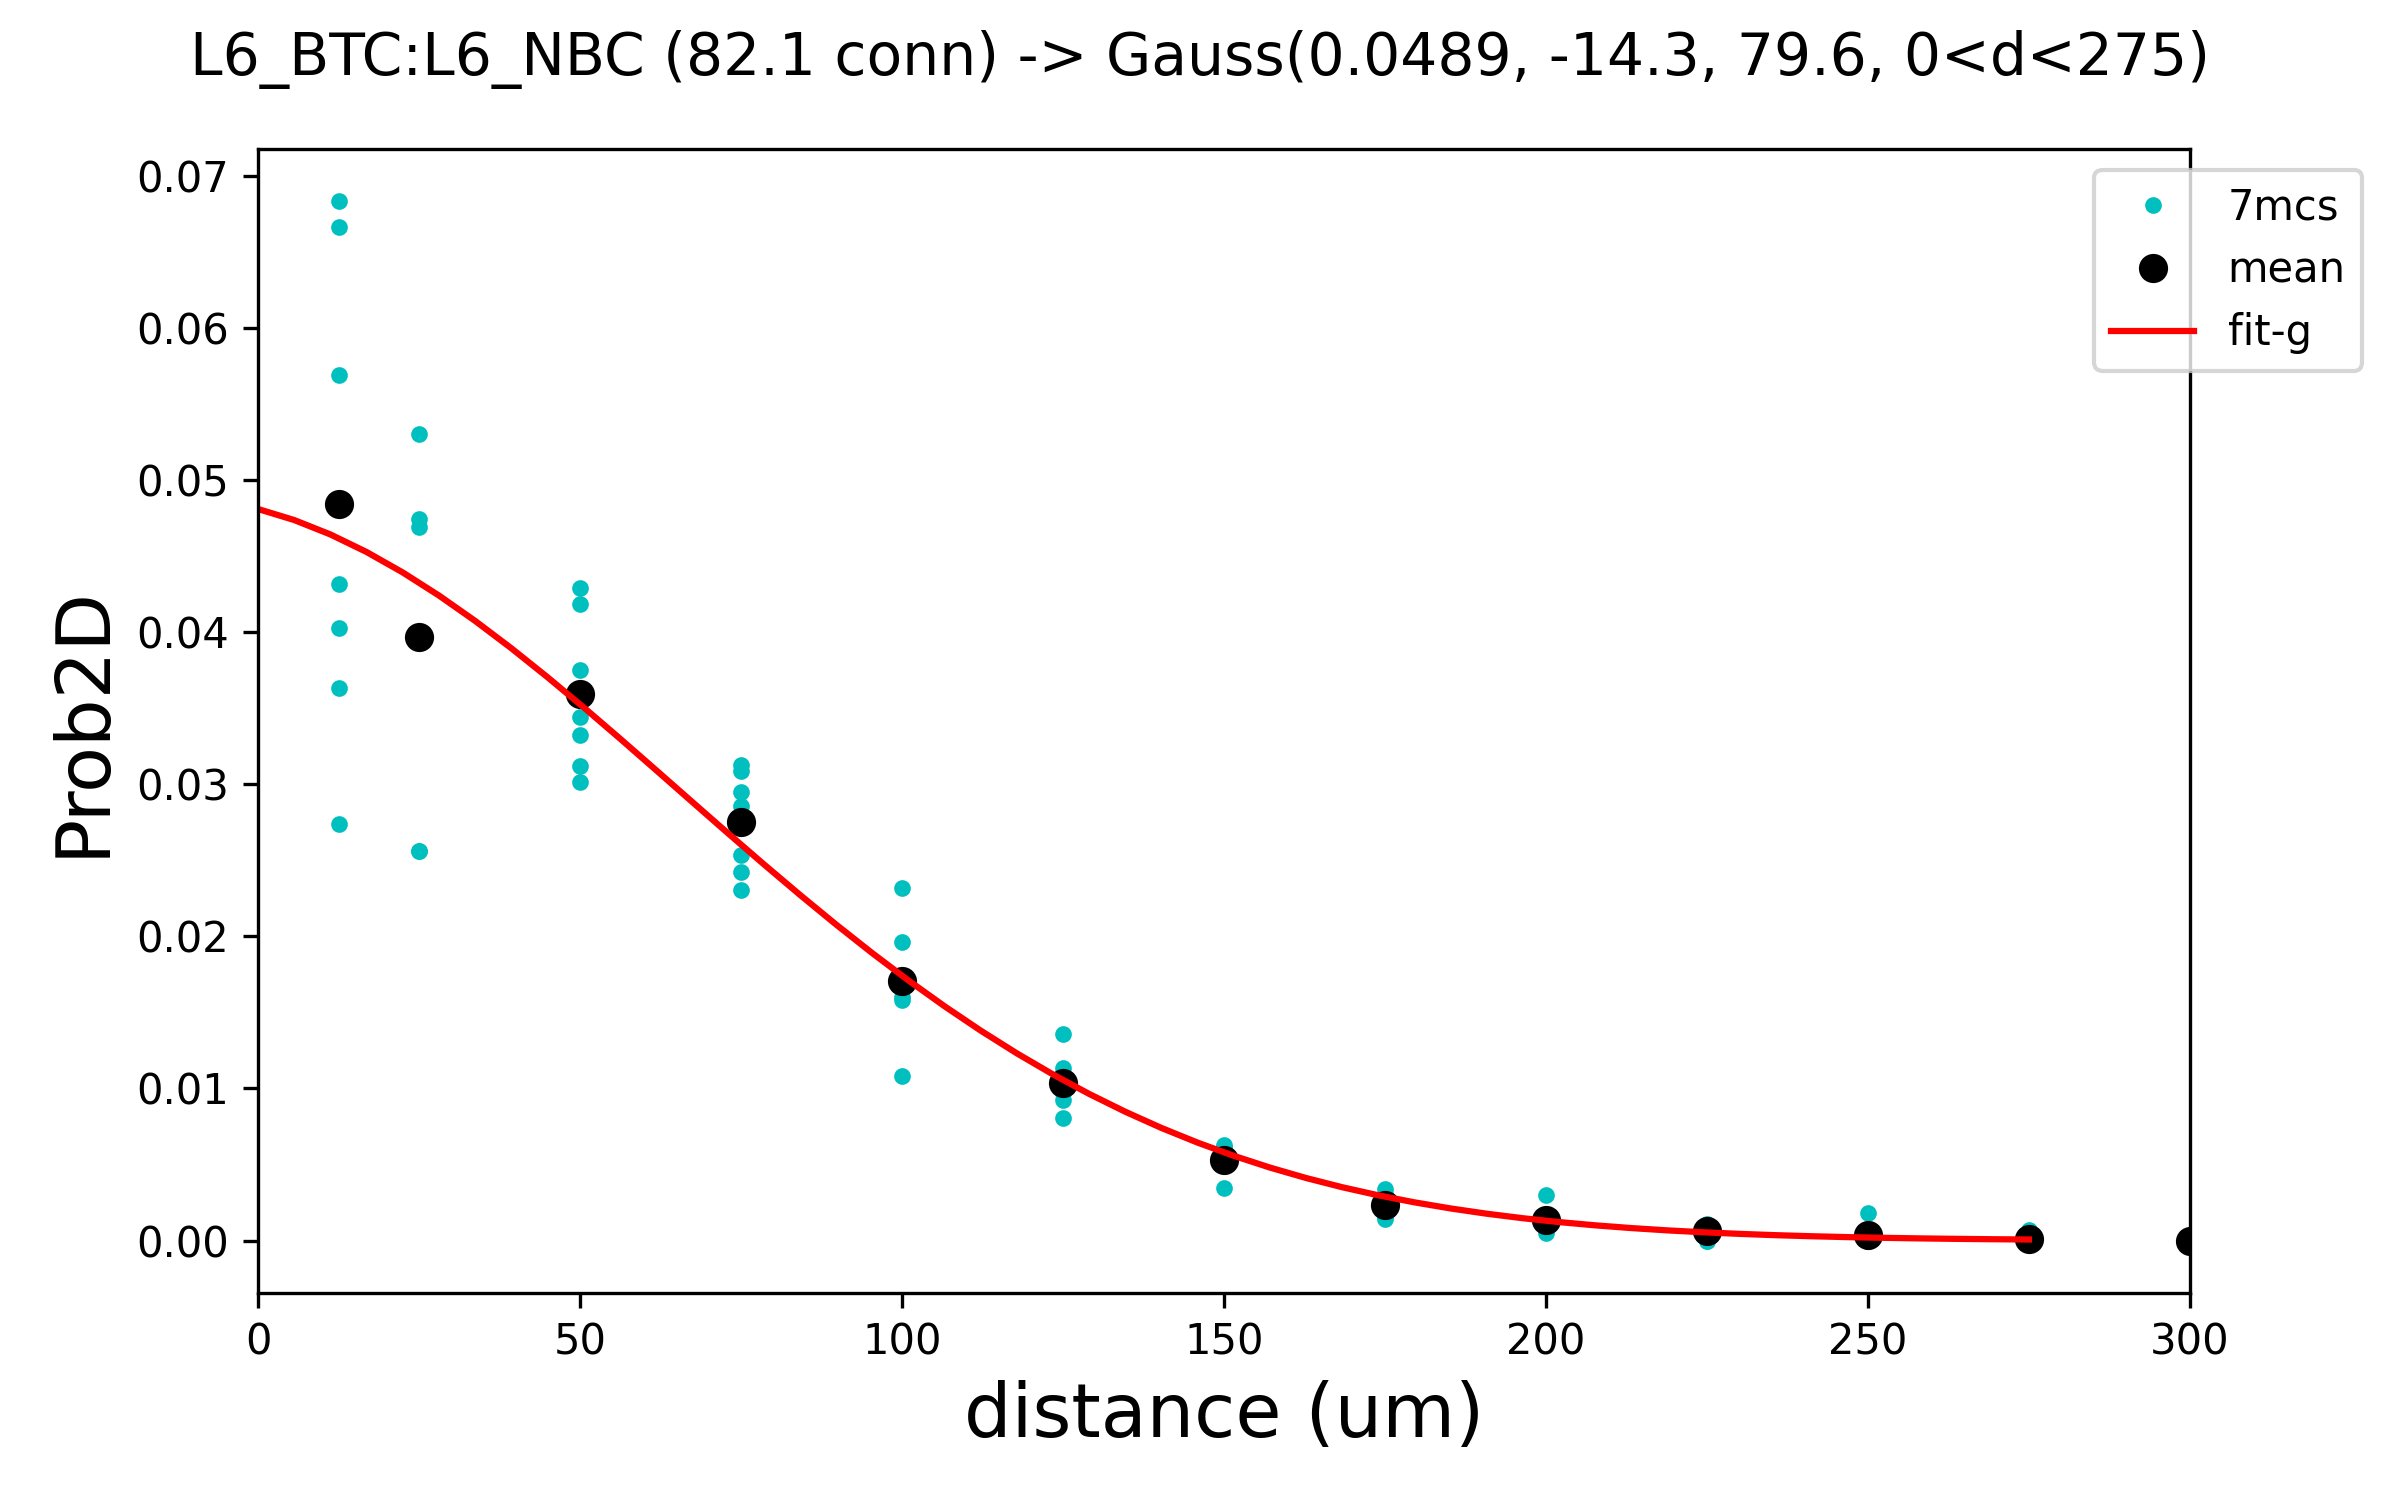 L6_BTC:L6_NBC (82.1 conn) -> Gauss(0.0489, -14.3, 79.6, 0<d<275)
7mcs
mean
fit-g
Prob2D
0.07
0.06
0.05
0.04
0.03
0.02
0.01
0.00
0 50 100 150 200 250 300
distance (um)